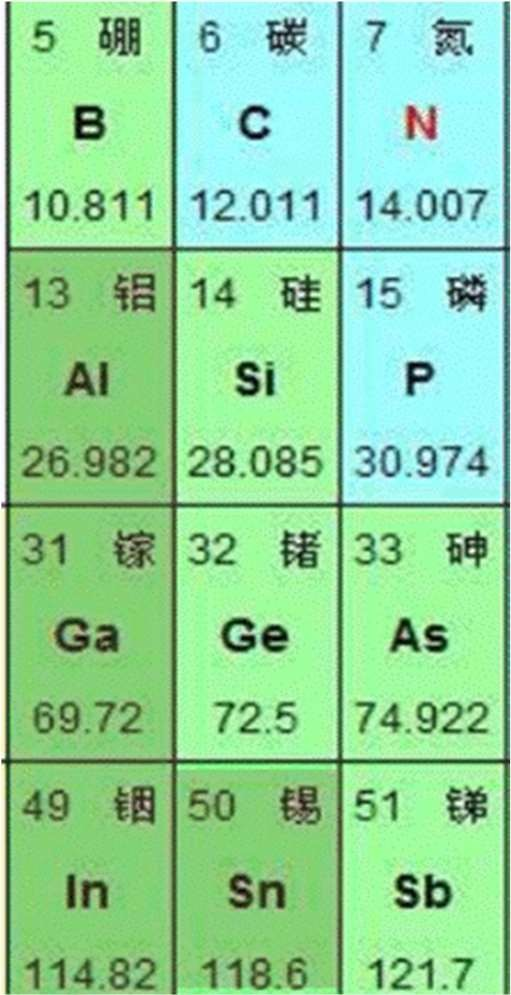 5 硼 6 碳 7 氮
B C N
10.811 12.011 14.007
13 铝 14 硅 15 磷
Al Si P
26.982 28.085 30.974
31 镓 32 锗 33 砷
Ga Ge As
69.72 72.5 74.922
49 铟 50 锡 51 锑
In Sn Sb
114.82 118.6 121.7